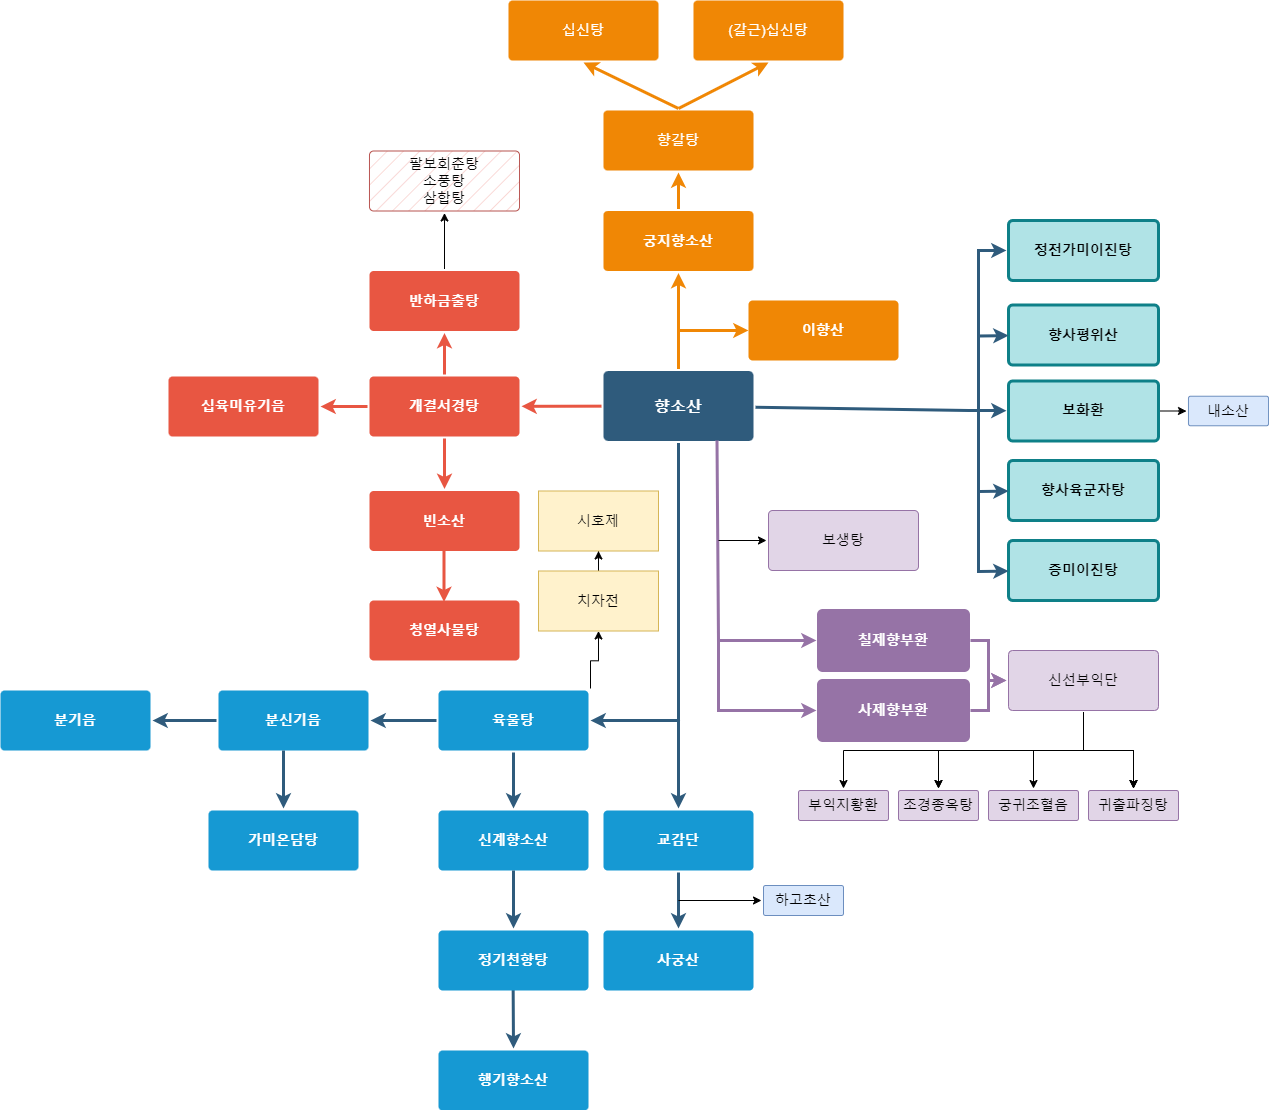 십신탕
(갈근)십신탕
향갈탕
팔보회춘탕
소풍탕
삼합탕
궁지향소산
정전가미이진탕
반하금출탕
이향산
향사평위산
십육미유기음
개결서경탕
향소산
보화환
내소산
빈소산
시호제
보생탕
향사육군자탕
치자전
증미이진탕
청열사물탕
칠제향부환
신선부익단
사제향부환
분기음
분신기음
육울탕
부익지황환
조경종옥탕
궁귀조혈음
귀출파징탕
가미온담탕
신계향소산
교감단
하고초산
정기천향탕
사궁산
행기향소산